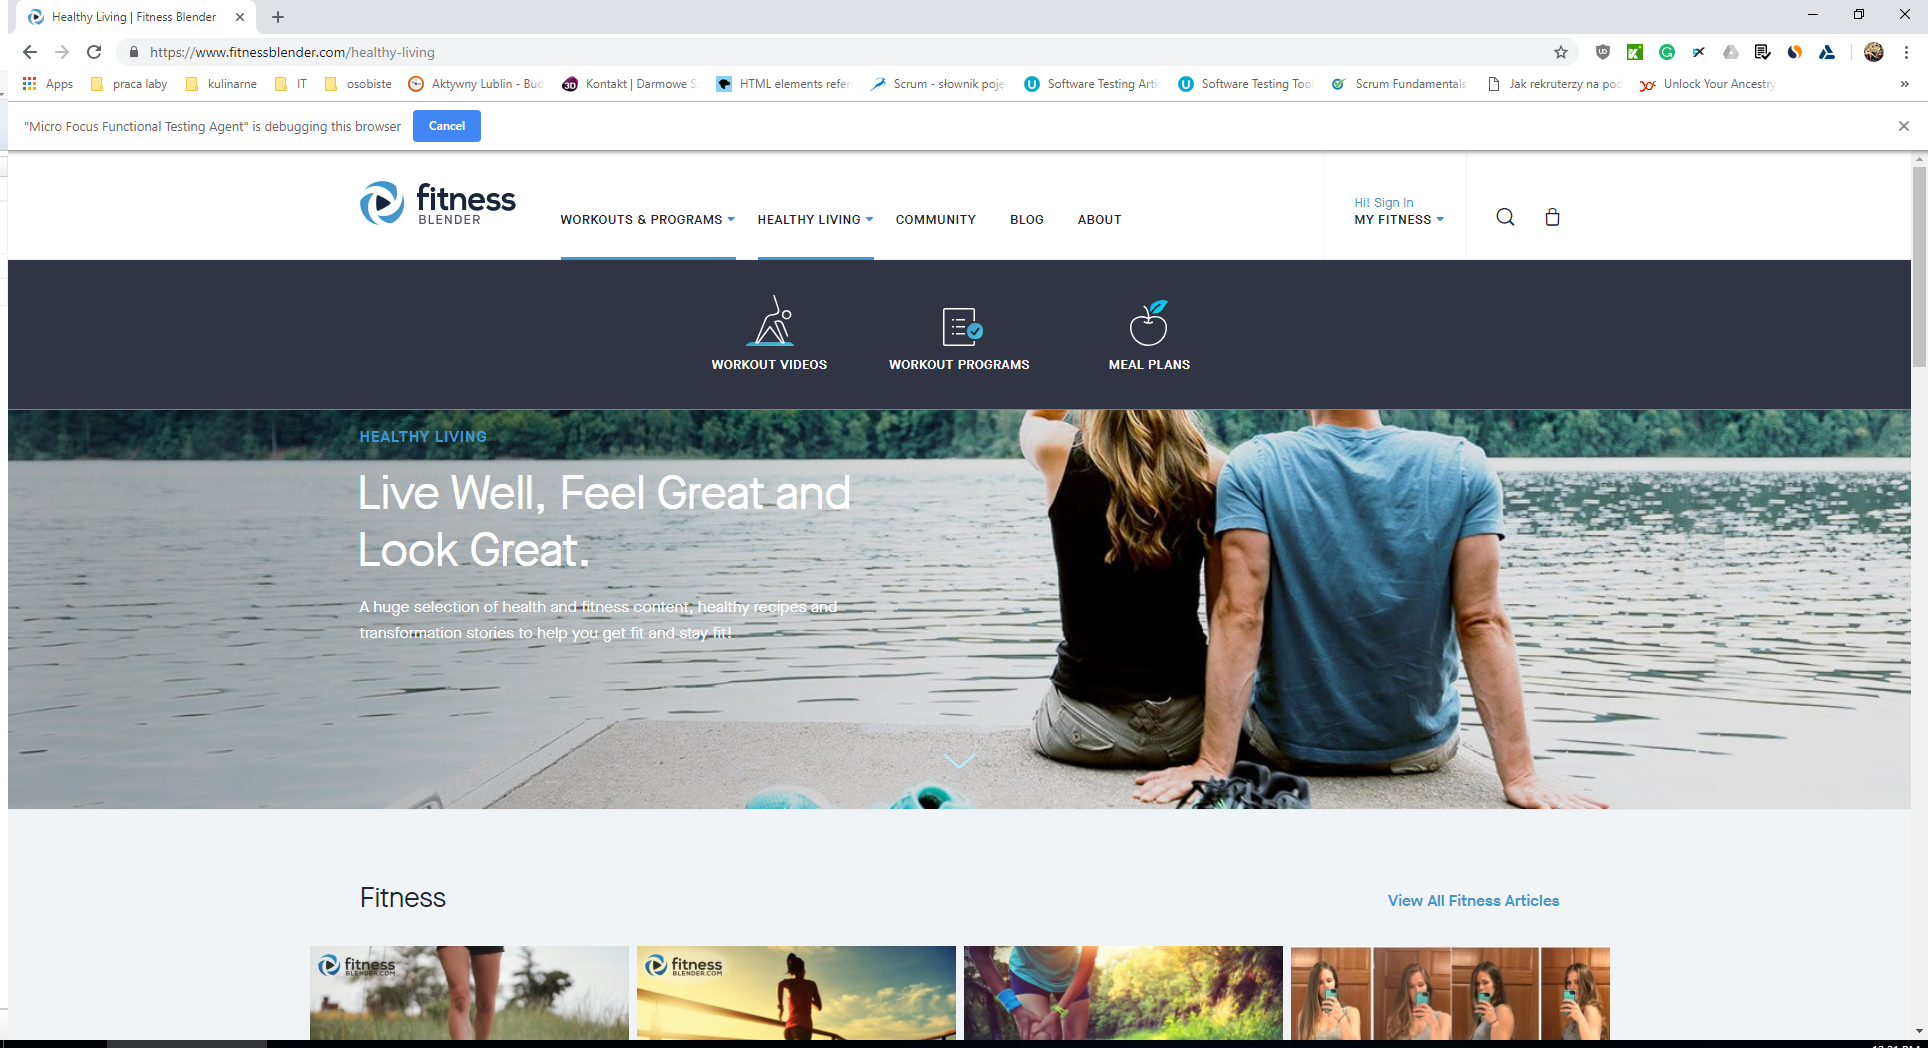 Healthy Living | Fitness Blender
https://www.fitnessblender.com/healthy-living
Apps praca laby kulinarne IT osobiste Aktywny Lublin - Bud Kontakt | Darmowe S HTML elements refe Scrum - słownik poję Software Testing Arti Software Testing Tool Scrum Fundamentals Jak rekruterzy na pod Unlock Your Ancestry »
"Micro Focus Functional Testing Agent" is debugging this browser Cancel
fitness
BLENDER
WORKOUTS & PROGRAMS HEALTHY LIVING COMMUNITY BLOG ABOUT
Hi! Sign In
MY FITNESS
WORKOUT VIDEOS WORKOUT PROGRAMS MEAL PLANS
HEALTHY LIVING
Live Well, Feel Great and
Look Great.
A huge selection of health and fitness content, healthy recipes and
transformation stories to help you get fit and stay fit!
Fitness
View All Fitness Articles
fitness
BLENDER.COM
fitness
BLENDER.COM